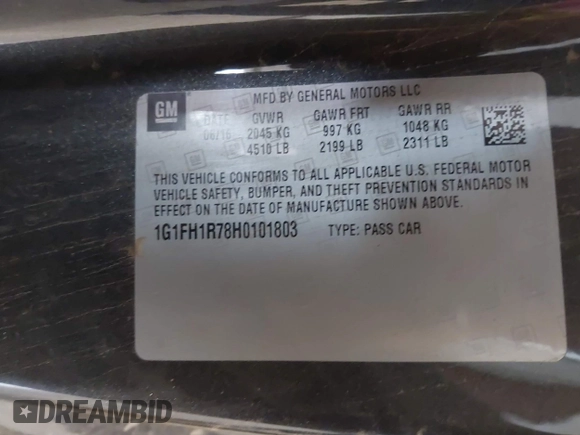 GM
MFD BY GENERAL MOTORS LLC
DATE GVWR GAWR FRT GAWR RR
06/16 2045 KG 997 KG 1048 KG
4510 LB 2199 LB 2311 LB
THIS VEHICLE CONFORMS TO ALL APPLICABLE U.S. FEDERAL MOTOR
VEHICLE SAFETY, BUMPER, AND THEFT PREVENTION STANDARDS IN
EFFECT ON THE DATE OF MANUFACTURE SHOWN ABOVE.
1G1FH1R78H0101803 TYPE: PASS CAR
DREAMBID